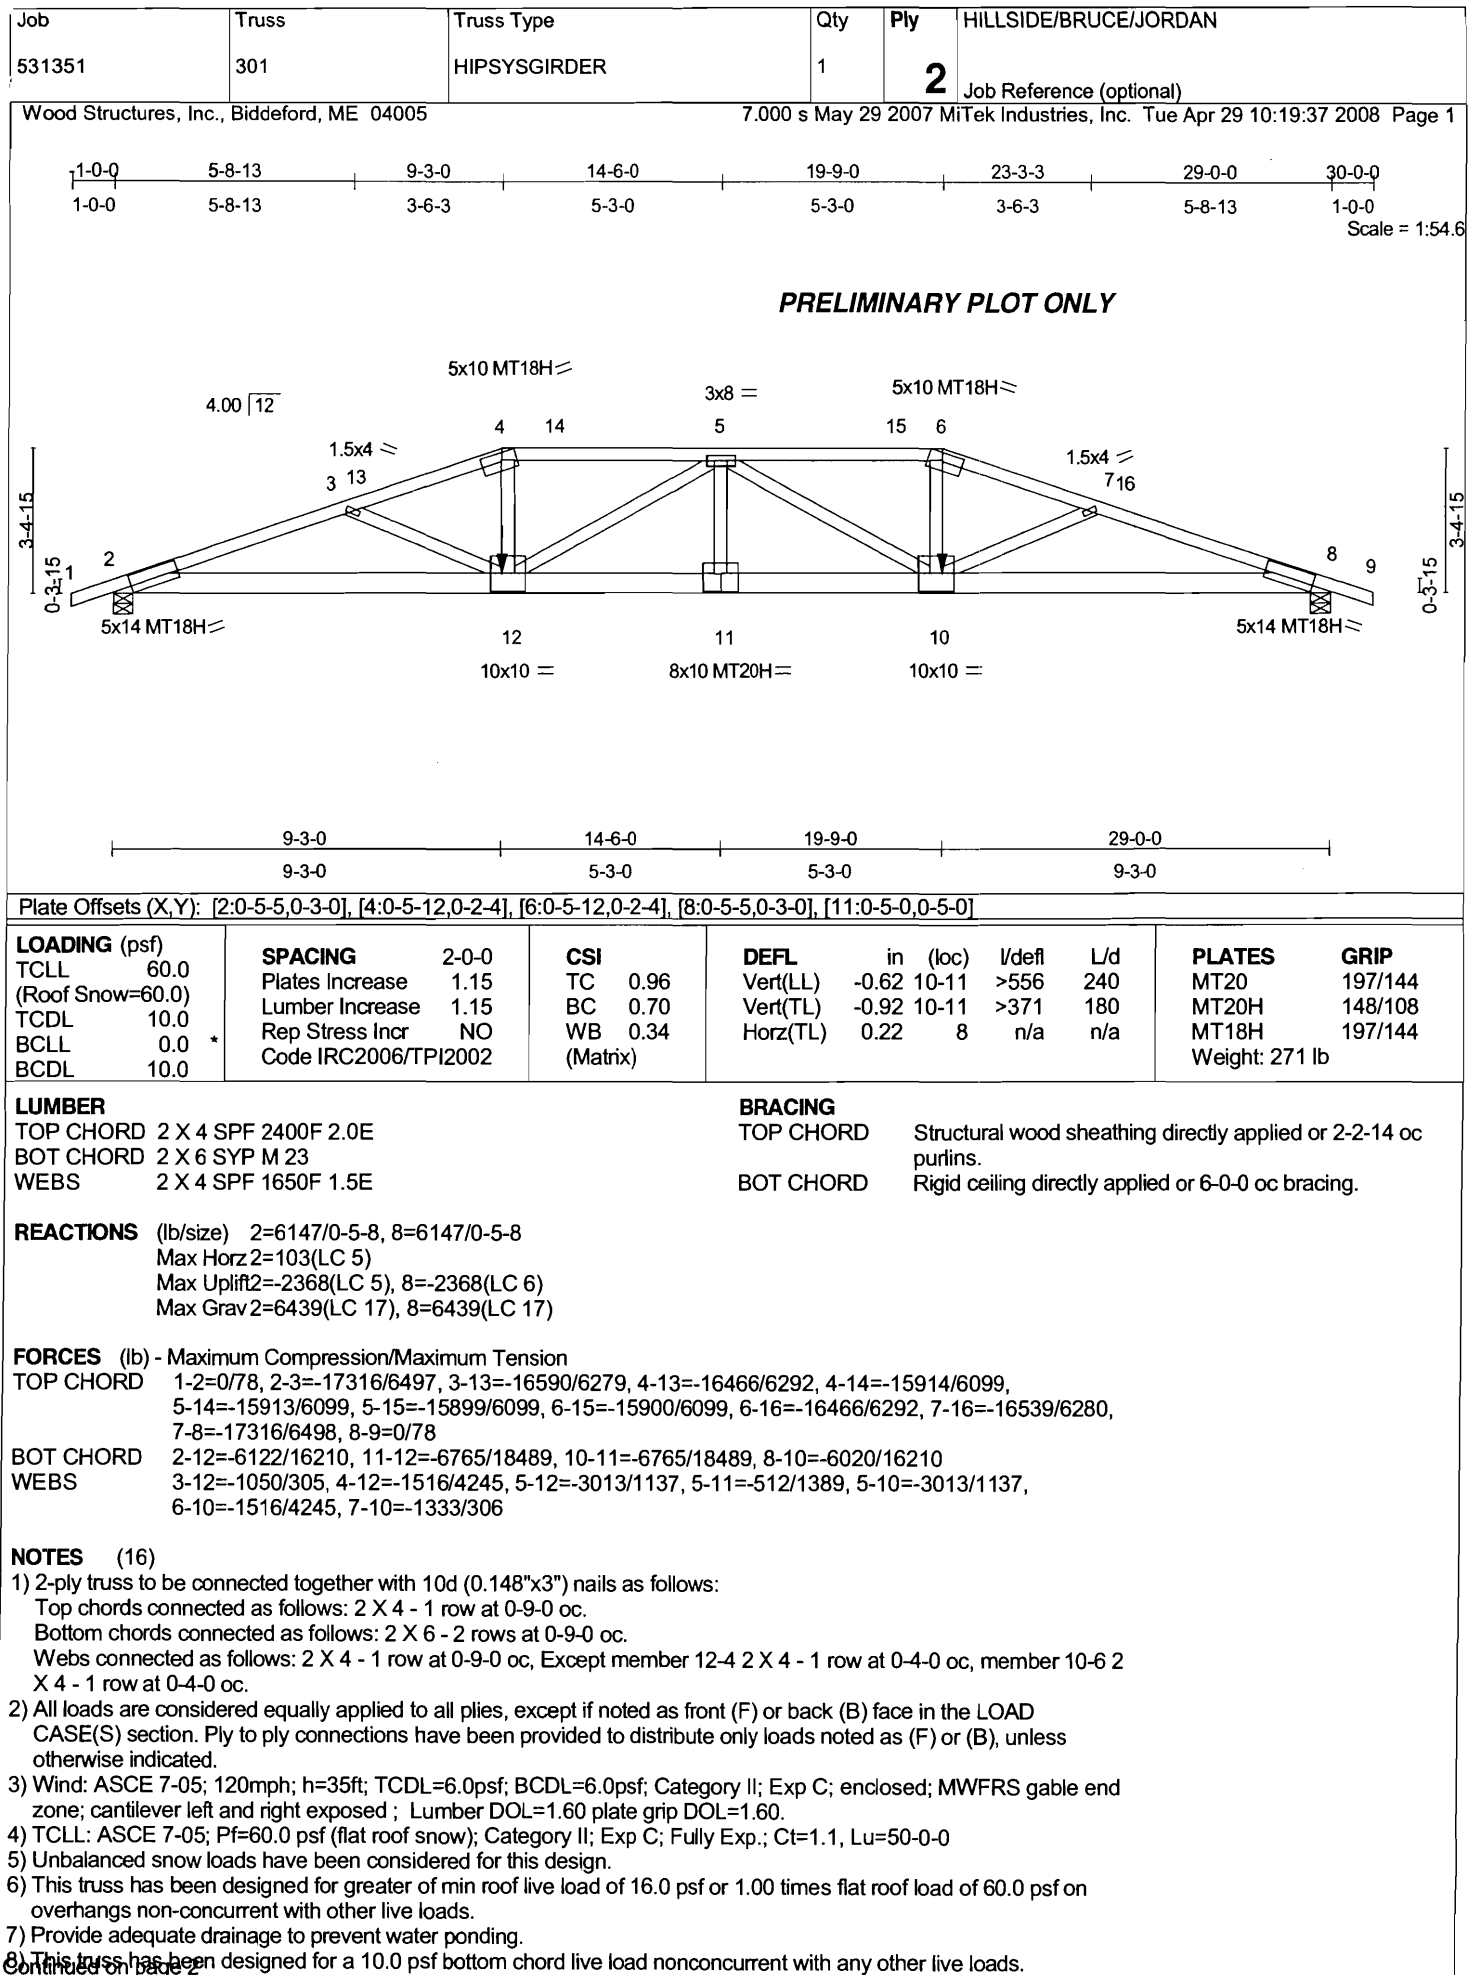 Job Truss Truss Type Qty Ply HILLSIDE/BRUCE/JORDAN
531351 301 HIPSYSGIRDER 1 2
Job Reference (optional)
Wood Structures, Inc., Biddeford, ME 04005 7.000 s May 29 2007 MiTek Industries, Inc. Tue Apr 29 10:19:37 2008 Page 1
-1-0-0 5-8-13 9-3-0 14-6-0 19-9-0 23-3-3 29-0-0 30-0-0
1-0-0 5-8-13 3-6-3 5-3-0 5-3-0 3-6-3 5-8-13 1-0-0
Scale = 1:54.6
PRELIMINARY PLOT ONLY
5x10 MT18H
3x8 =
5x10 MT18H
4.00 12
4 14 5 15 6
1.5x4
1.5x4
3 13
7 16
3-4-15
3-4-15
2
8
1
9
0-3-15
0-3-15
5x14 MT18H
5x14 MT18H
12 11 10
10x10 = 8x10 MT20H = 10x10 =
9-3-0 14-6-0 19-9-0 29-0-0
9-3-0 5-3-0 5-3-0 9-3-0
Plate Offsets (X,Y): [2:0-5-5,0-3-0], [4:0-5-12,0-2-4], [6:0-5-12,0-2-4], [8:0-5-5,0-3-0], [11:0-5-0,0-5-0]
LOADING (psf)
TCLL 60.0
(Roof Snow=60.0)
TCDL 10.0
BCLL 0.0 *
BCDL 10.0
SPACING 2-0-0
Plates Increase 1.15
Lumber Increase 1.15
Rep Stress Incr NO
Code IRC2006/TPI2002
CSI
TC 0.96
BC 0.70
WB 0.34
(Matrix)
DEFL in (loc) l/defl L/d
Vert(LL) -0.62 10-11 >556 240
Vert(TL) -0.92 10-11 >371 180
Horz(TL) 0.22 8 n/a n/a
PLATES GRIP
MT20 197/144
MT20H 148/108
MT18H 197/144
Weight: 271 lb
LUMBER
TOP CHORD 2 X 4 SPF 2400F 2.0E
BOT CHORD 2 X 6 SYP M 23
WEBS 2 X 4 SPF 1650F 1.5E
BRACING
TOP CHORD Structural wood sheathing directly applied or 2-2-14 oc
purlins.
BOT CHORD Rigid ceiling directly applied or 6-0-0 oc bracing.
REACTIONS (lb/size) 2=6147/0-5-8, 8=6147/0-5-8
Max Horz 2=103(LC 5)
Max Uplift2=-2368(LC 5), 8=-2368(LC 6)
Max Grav 2=6439(LC 17), 8=6439(LC 17)
FORCES (lb) - Maximum Compression/Maximum Tension
TOP CHORD 1-2=0/78, 2-3=-17316/6497, 3-13=-16590/6279, 4-13=-16466/6292, 4-14=-15914/6099,
5-14=-15913/6099, 5-15=-15899/6099, 6-15=-15900/6099, 6-16=-16466/6292, 7-16=-16539/6280,
7-8=-17316/6498, 8-9=0/78
BOT CHORD 2-12=-6122/16210, 11-12=-6765/18489, 10-11=-6765/18489, 8-10=-6020/16210
WEBS 3-12=-1050/305, 4-12=-1516/4245, 5-12=-3013/1137, 5-11=-512/1389, 5-10=-3013/1137,
6-10=-1516/4245, 7-10=-1333/306
NOTES (16)
1) 2-ply truss to be connected together with 10d (0.148"x3") nails as follows:
Top chords connected as follows: 2 X 4 - 1 row at 0-9-0 oc.
Bottom chords connected as follows: 2 X 6 - 2 rows at 0-9-0 oc.
Webs connected as follows: 2 X 4 - 1 row at 0-9-0 oc, Except member 12-4 2 X 4 - 1 row at 0-4-0 oc, member 10-6 2
X 4 - 1 row at 0-4-0 oc.
2) All loads are considered equally applied to all plies, except if noted as front (F) or back (B) face in the LOAD
CASE(S) section. Ply to ply connections have been provided to distribute only loads noted as (F) or (B), unless
otherwise indicated.
3) Wind: ASCE 7-05; 120mph; h=35ft; TCDL=6.0psf; BCDL=6.0psf; Category II; Exp C; enclosed; MWFRS gable end
zone; cantilever left and right exposed ; Lumber DOL=1.60 plate grip DOL=1.60.
4) TCLL: ASCE 7-05; Pf=60.0 psf (flat roof snow); Category II; Exp C; Fully Exp.; Ct=1.1, Lu=50-0-0
5) Unbalanced snow loads have been considered for this design.
6) This truss has been designed for greater of min roof live load of 16.0 psf or 1.00 times flat roof load of 60.0 psf on
overhangs non-concurrent with other live loads.
7) Provide adequate drainage to prevent water ponding.
8) This truss has been designed for a 10.0 psf bottom chord live load nonconcurrent with any other live loads.
Continued on page 2